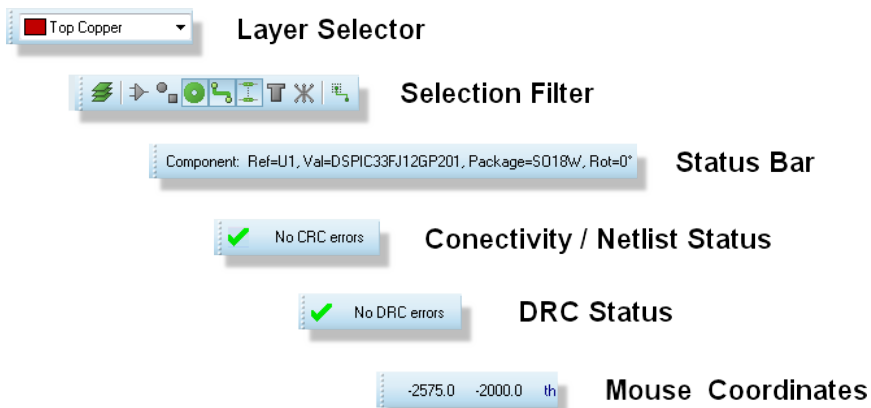 Top Copper Layer Selector
Selection Filter
Component: Ref=U1, Val=DSPIC33FJ12GP201, Package=SO18W, Rot=0° Status Bar
No CRC errors Conectivity / Netlist Status
No DRC errors DRC Status
-2575.0 -2000.0 th Mouse Coordinates